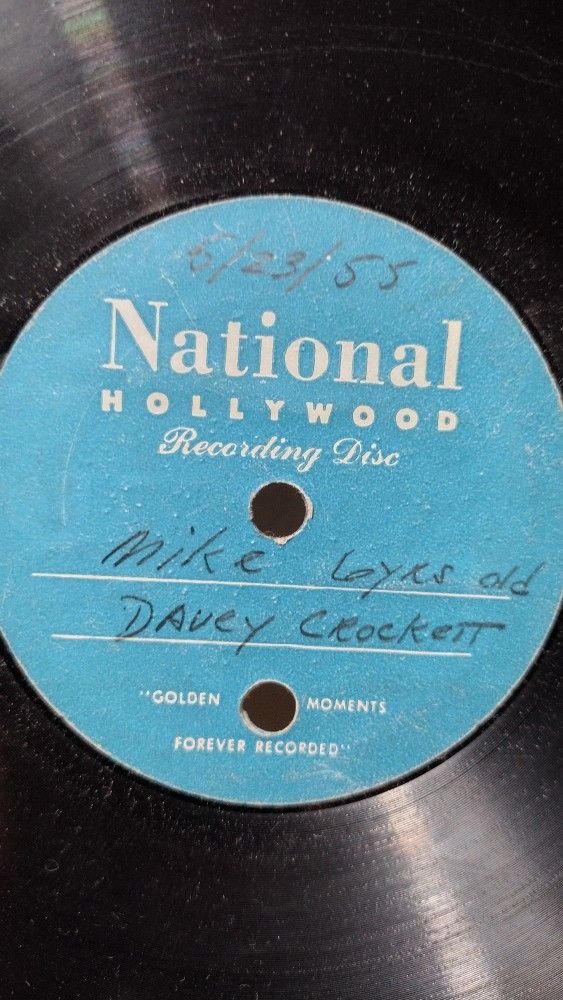 5/23/55
National
HOLLYWOOD
Recording Disc
Mike 6yrs old
DAVEY CROCKETT
"GOLDEN MOMENTS
FOREVER RECORDED"